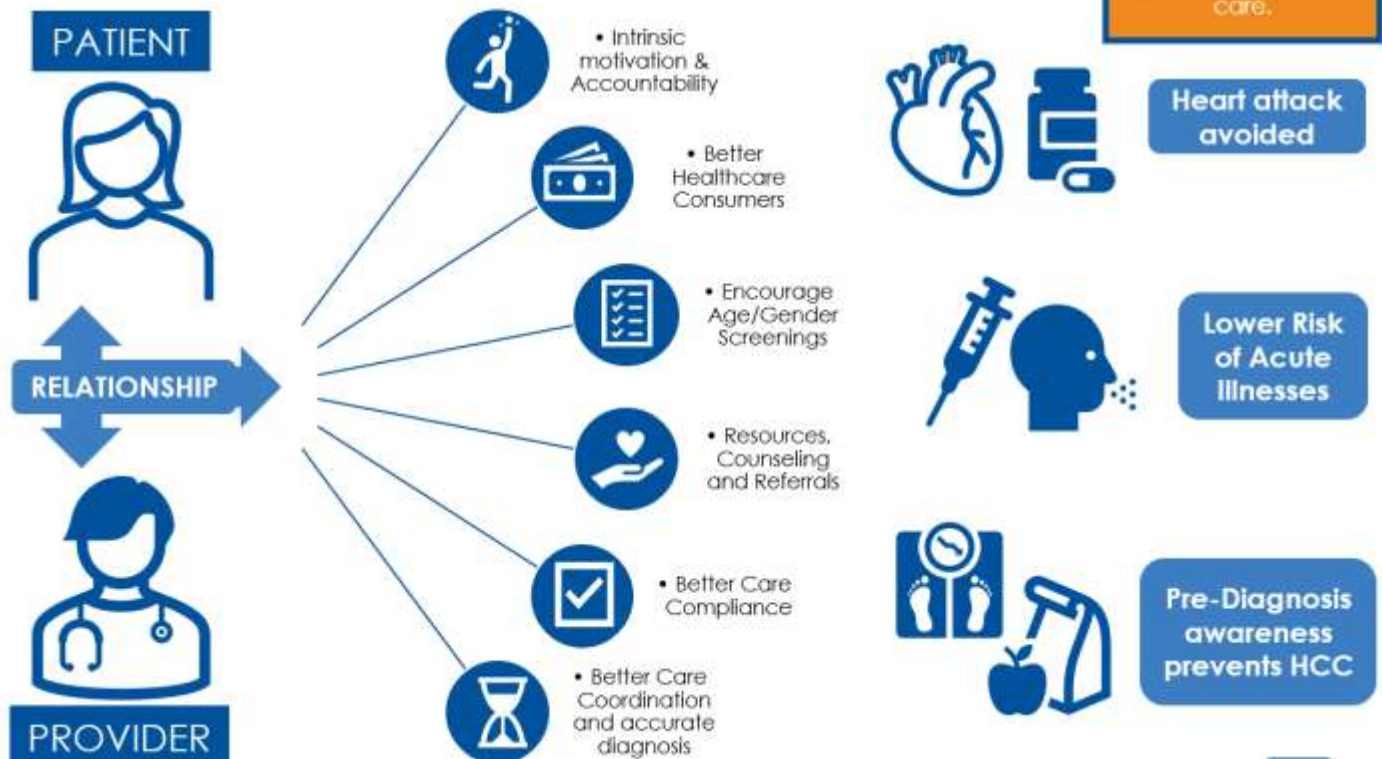 care.
PATIENT
• Intrinsic
motivation &
Accountability
Heart attack
avoided
• Better
Healthcare
Consumers
• Encourage
Age/Gender
Screenings
Lower Risk
of Acute
Illnesses
RELATIONSHIP
• Resources,
Counseling
and Referrals
• Better Care
Compliance
Pre-Diagnosis
awareness
prevents HCC
• Better Care
Coordination
and accurate
diagnosis
PROVIDER